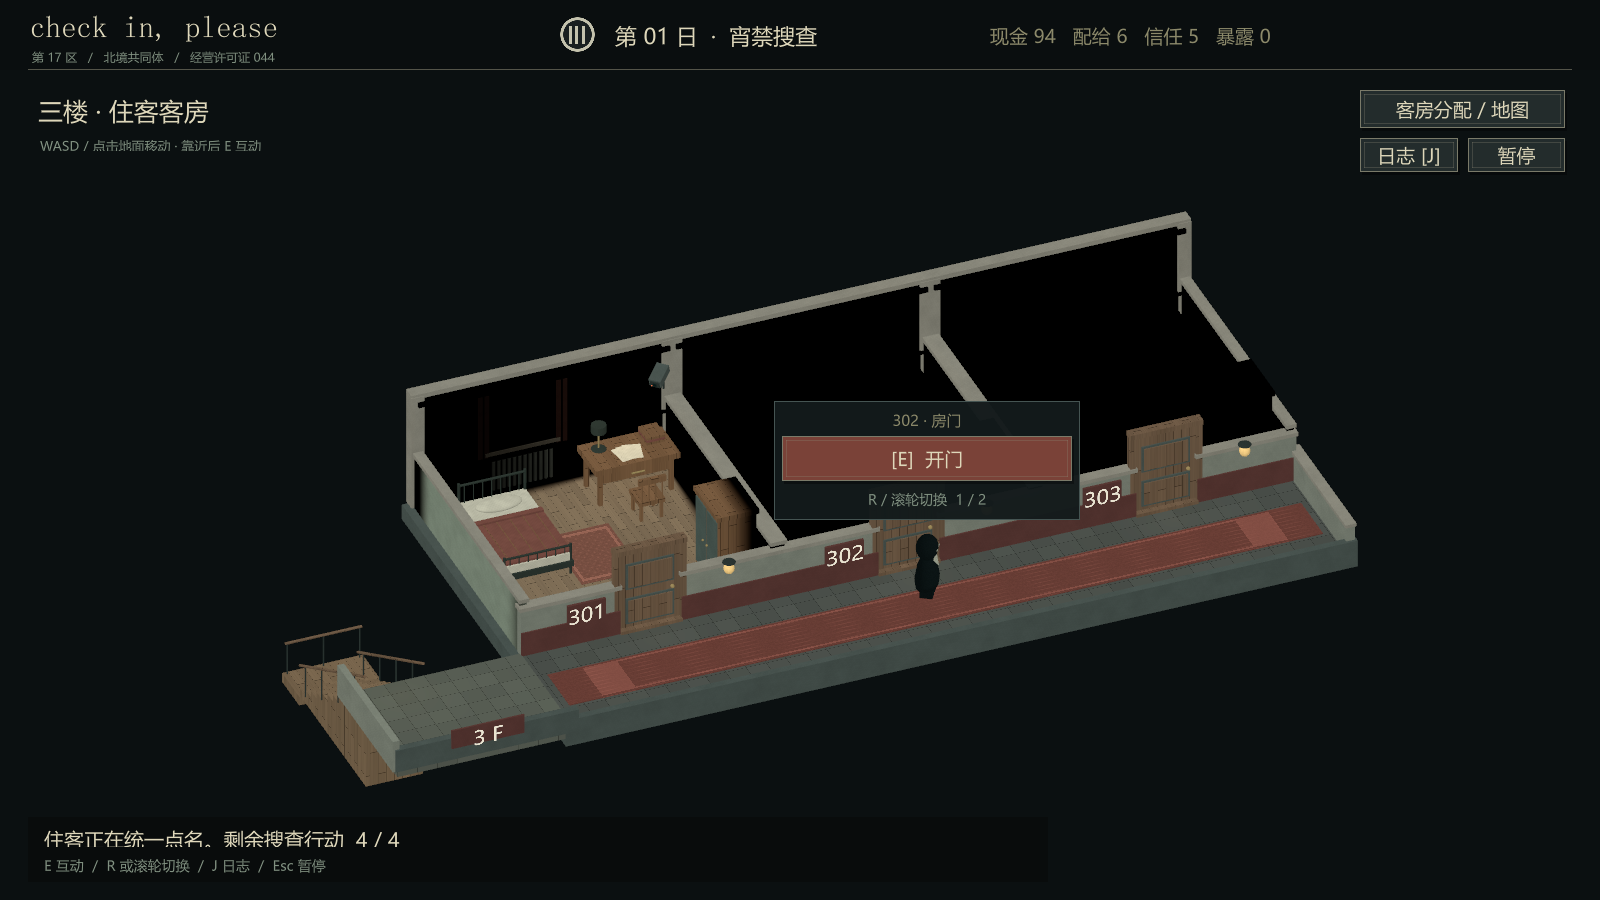 check in, please
第 17 区 / 北境共同体 / 经营许可证 044
第 01 日 · 宵禁搜查
现金 94 配给 6 信任 5 暴露 0
三楼 · 住客客房
WASD / 点击地面移动 · 靠近后 E 互动
客房分配 / 地图
日志 [J]
暂停
302 · 房门
[E] 开门
R / 滚轮切换 1 / 2
303
302
301
3 F
住客正在统一点名。剩余搜查行动 4 / 4
E 互动 / R 或滚轮切换 / J 日志 / Esc 暂停